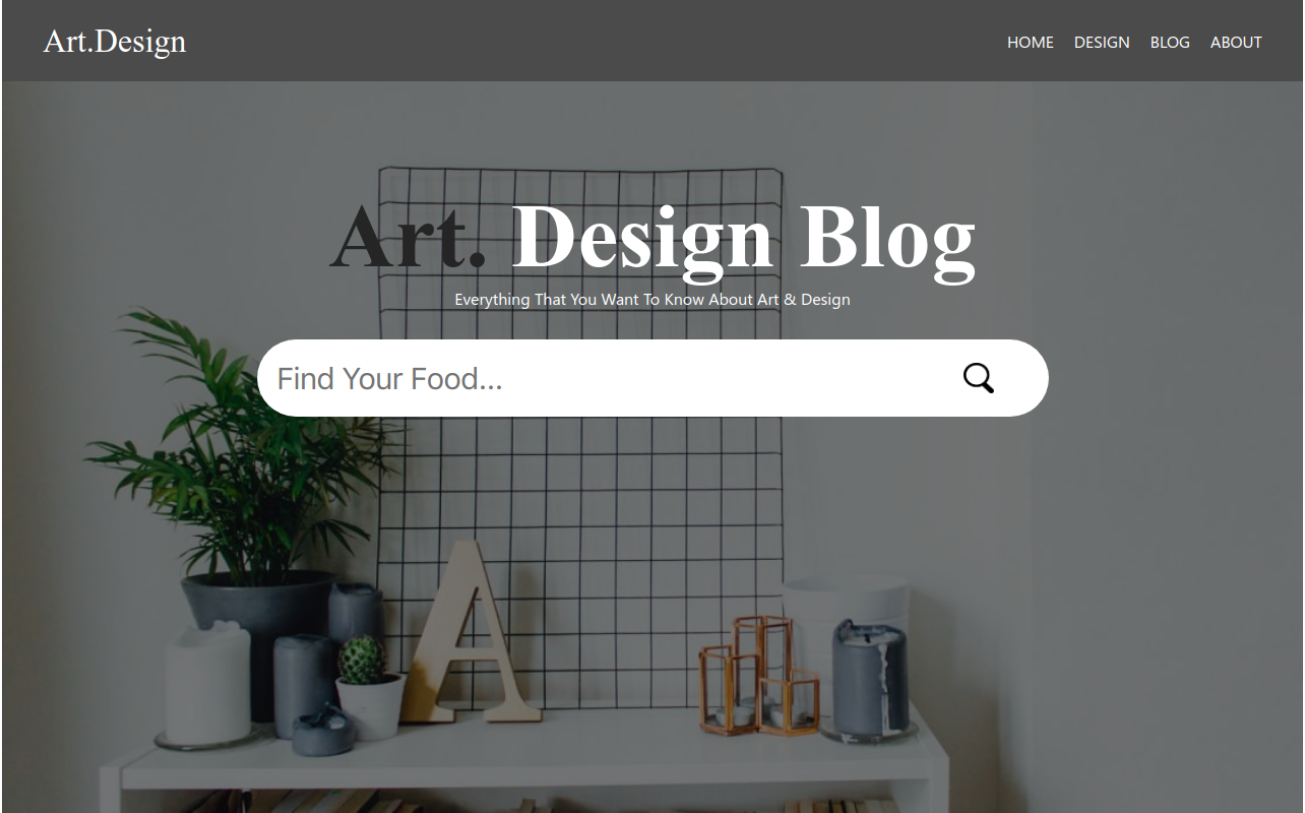 Art.Design
HOME DESIGN BLOG ABOUT
Art. Design Blog
Everything That You Want To Know About Art & Design
Find Your Food...
A